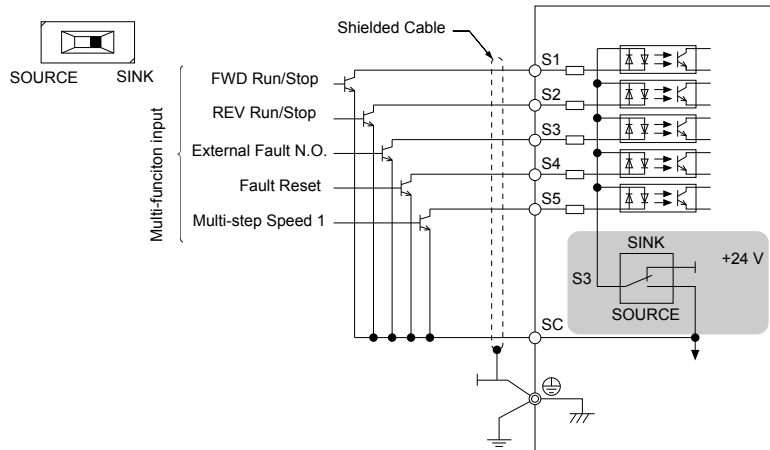 SOURCE SINK
Shielded Cable
Multi-funciton input
FWD Run/Stop
REV Run/Stop
External Fault N.O.
Fault Reset
Multi-step Speed 1
S1
S2
S3
S4
S5
SINK
+24 V
S3
SOURCE
SC